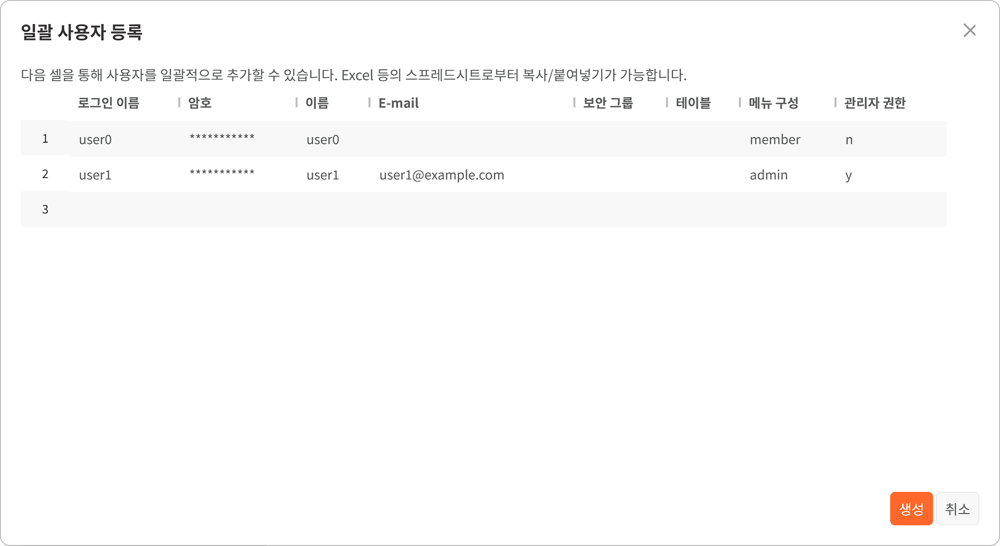 일괄 사용자 등록
다음 셀을 통해 사용자를 일괄적으로 추가할 수 있습니다. Excel 등의 스프레드시트로부터 복사/붙여넣기가 가능합니다.
로그인 이름 암호 이름 E-mail 보안 그룹 테이블 메뉴 구성 관리자 권한
1 user0 *********** user0 member n
2 user1 *********** user1 user1@example.com admin y
3
생성 취소